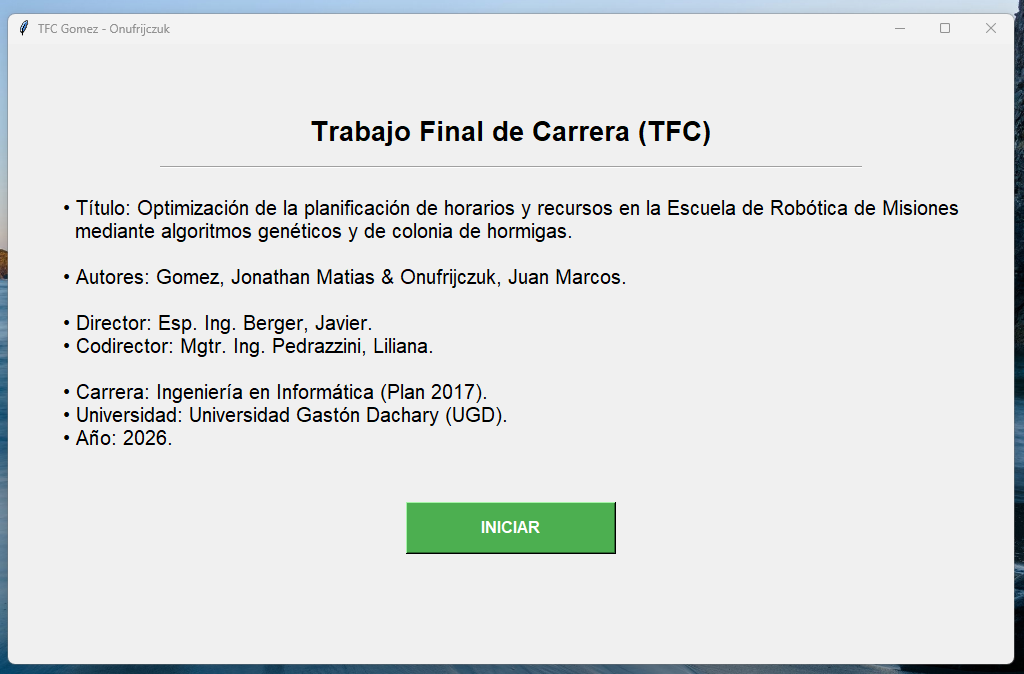 TFC Gomez - Onufrijczuk
Trabajo Final de Carrera (TFC)
• Título: Optimización de la planificación de horarios y recursos en la Escuela de Robótica de Misiones
mediante algoritmos genéticos y de colonia de hormigas.
• Autores: Gomez, Jonathan Matias & Onufrijczuk, Juan Marcos.
• Director: Esp. Ing. Berger, Javier.
• Codirector: Mgtr. Ing. Pedrazzini, Liliana.
• Carrera: Ingeniería en Informática (Plan 2017).
• Universidad: Universidad Gastón Dachary (UGD).
• Año: 2026.
INICIAR